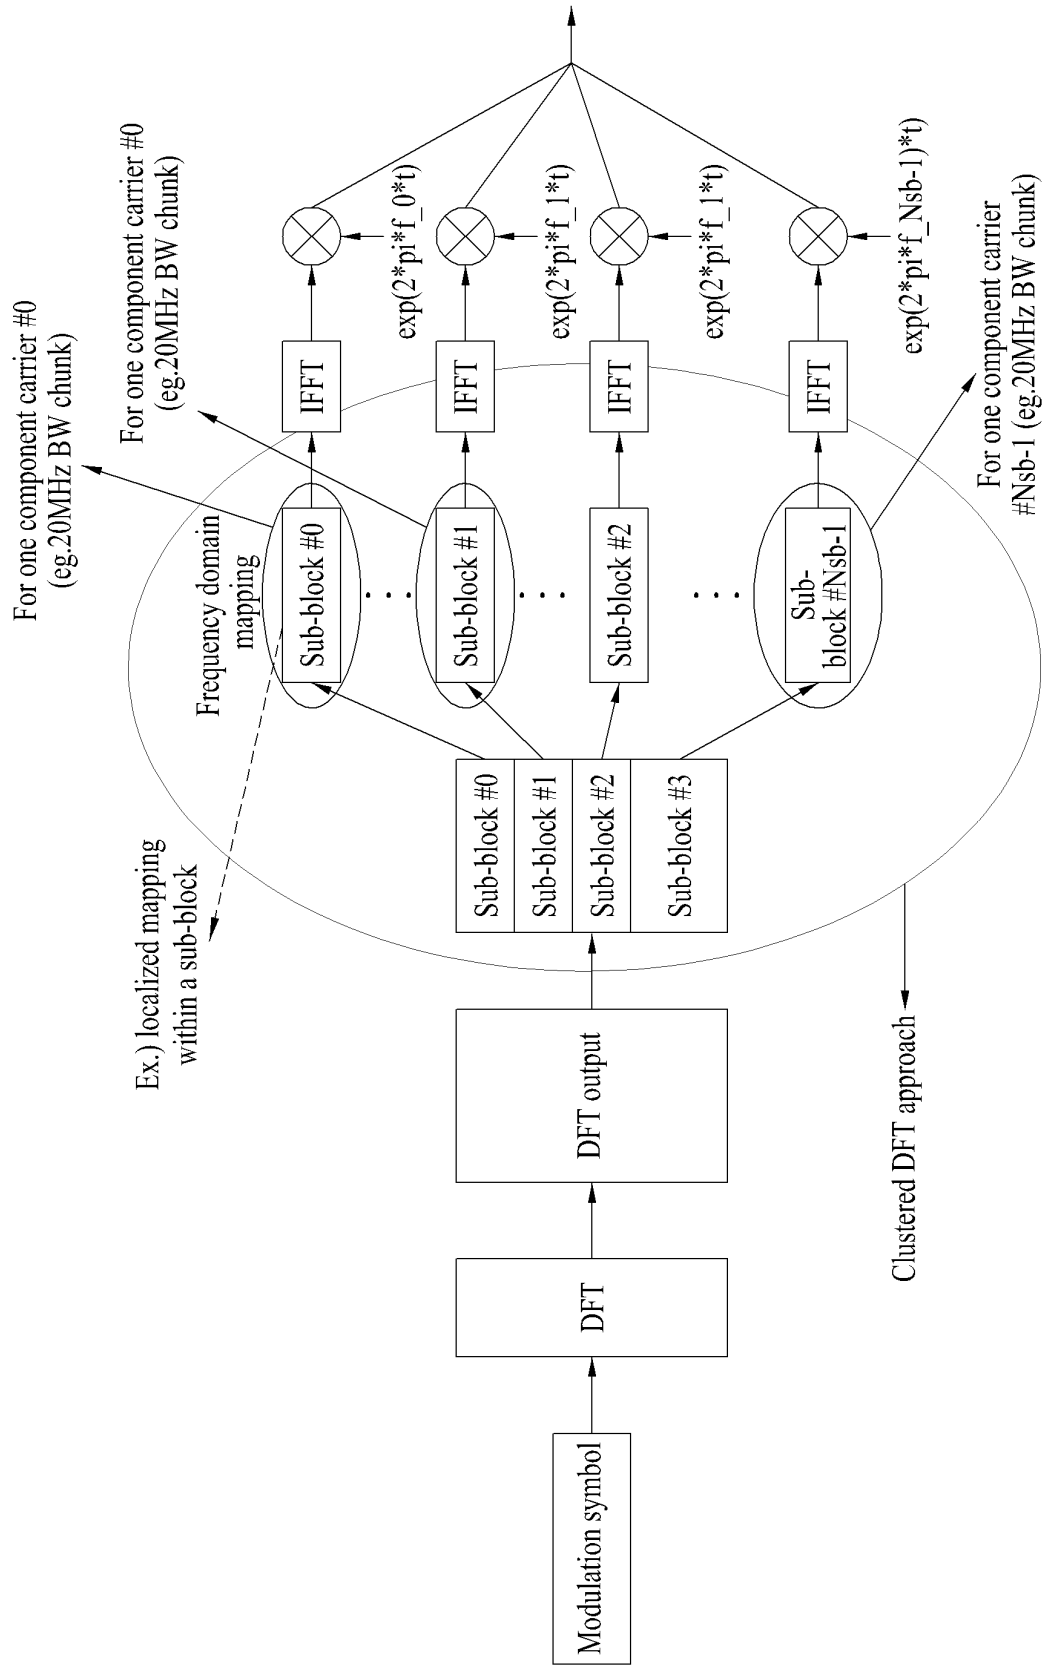 For one component carrier #0
(eg.20MHz BW chunk)
For one component carrier #0
(eg.20MHz BW chunk)
Ex.) localized mapping
within a sub-block
Frequency domain
mapping
Modulation symbol
DFT
DFT output
Sub-block #0
Sub-block #1
Sub-block #2
Sub-block #3
Sub-block #0
IFFT
exp(2*pi*f_0*t)
Sub-block #1
IFFT
exp(2*pi*f_1*t)
Sub-block #2
IFFT
exp(2*pi*f_1*t)
Sub-
block #Nsb-1
IFFT
exp(2*pi*f_Nsb-1)*t)
Clustered DFT approach
For one component carrier
#Nsb-1 (eg.20MHz BW chunk)